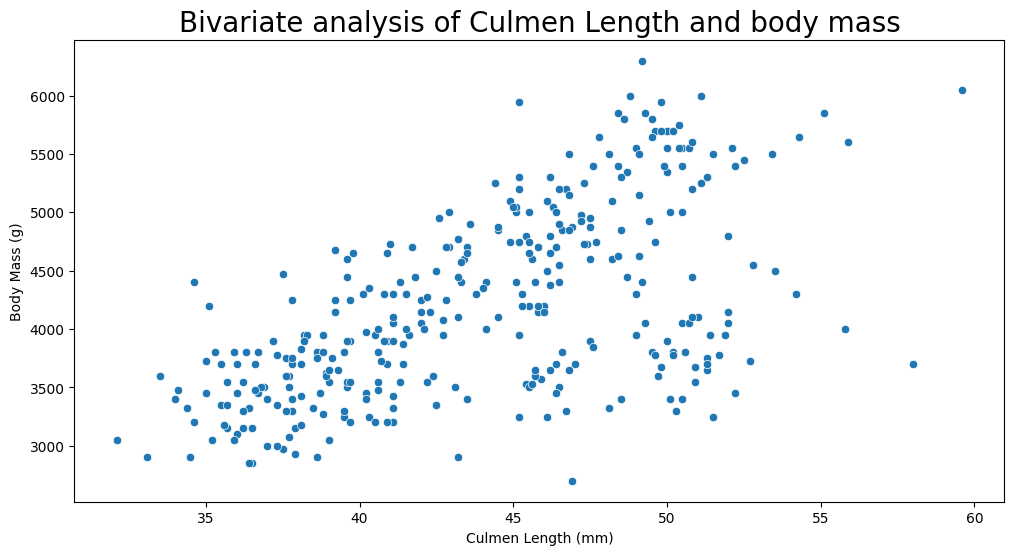 Bivariate analysis of Culmen Length and body mass
6000
5500
5000
4500
4000
3500
3000
Body Mass (g)
35 40 45 50 55 60
Culmen Length (mm)